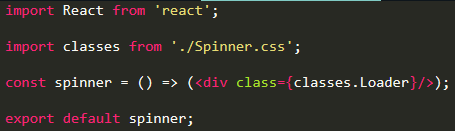 import React from 'react';
import classes from './Spinner.css';
const spinner = () => (<div class={classes.Loader}/>);
export default spinner;